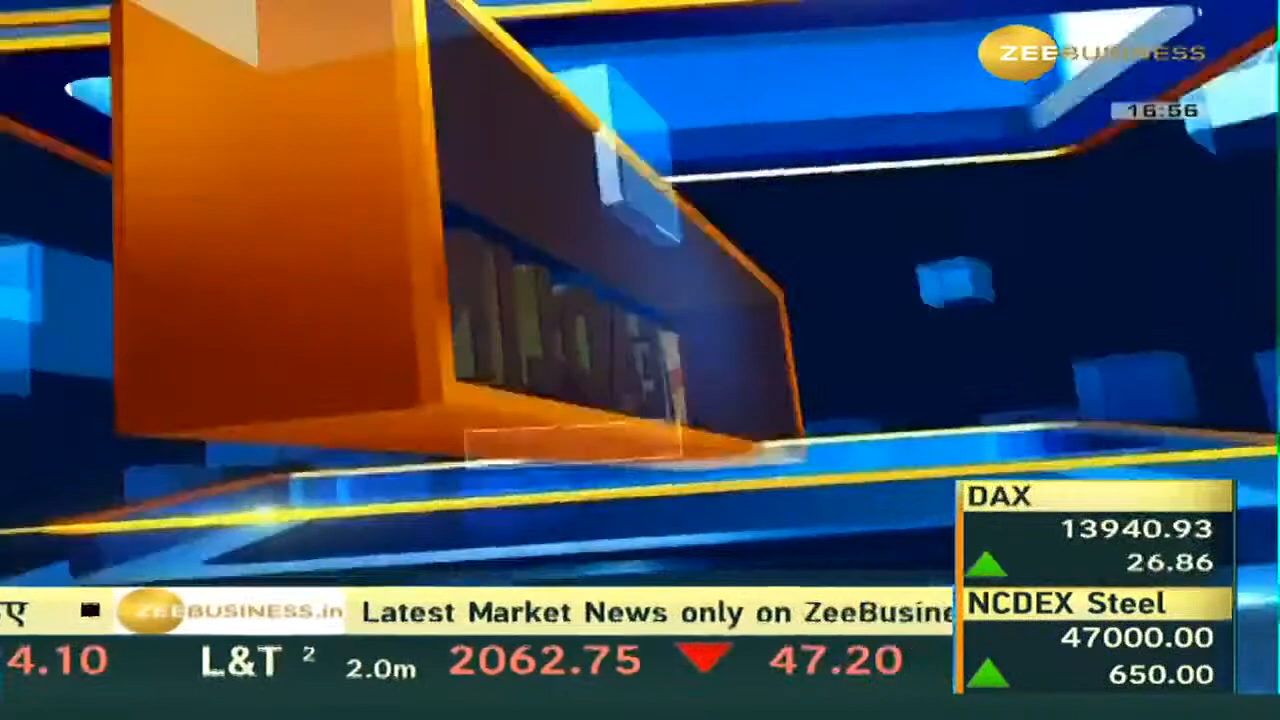 ZEEBUSINESS
16:56
DAX
13940.93
26.86
NCDEX Steel
47000.00
650.00
ZEEBUSINESS.in Latest Market News only on ZeeBusine
4.10 L&T 2 2.0m 2062.75 47.20